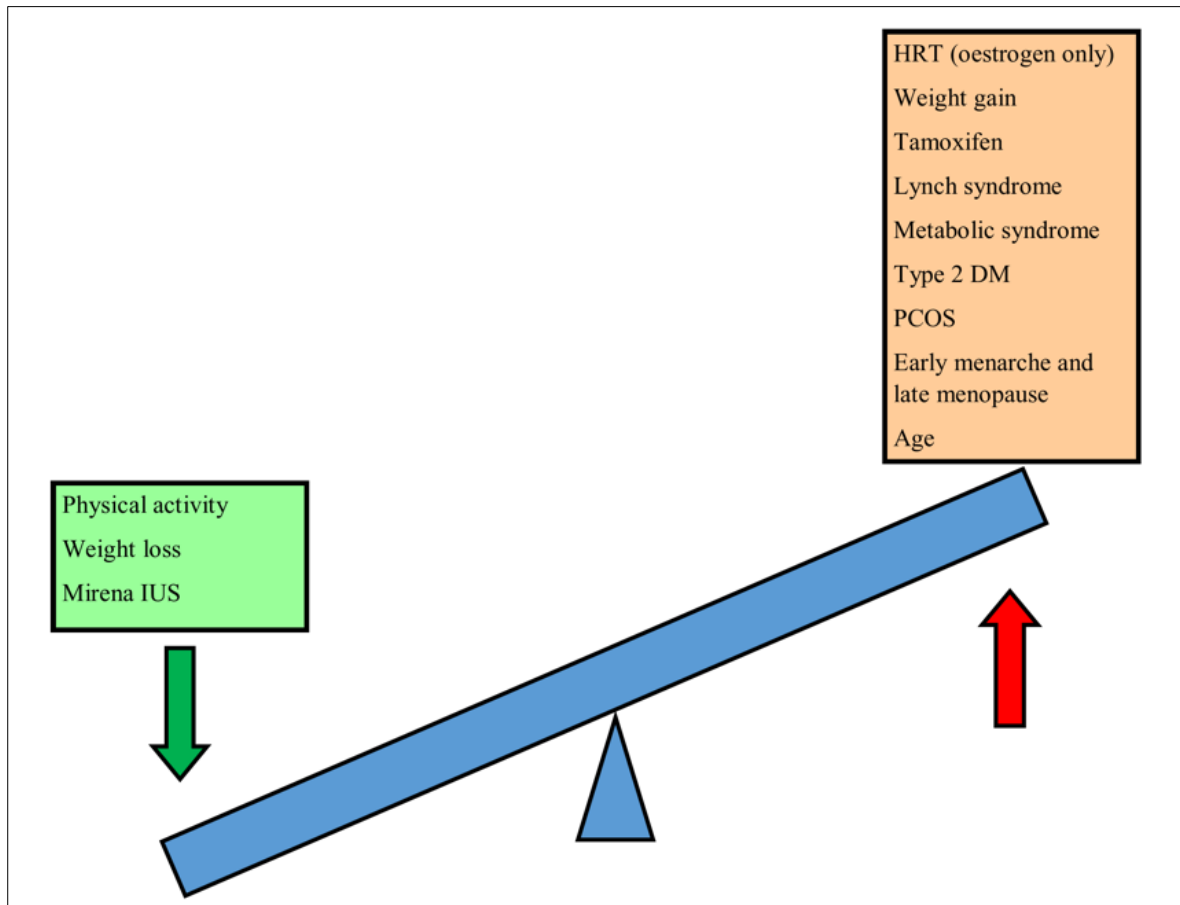 HRT (oestrogen only)
Weight gain
Tamoxifen
Lynch syndrome
Metabolic syndrome
Type 2 DM
PCOS
Early menarche and
late menopause
Age
Physical activity
Weight loss
Mirena IUS